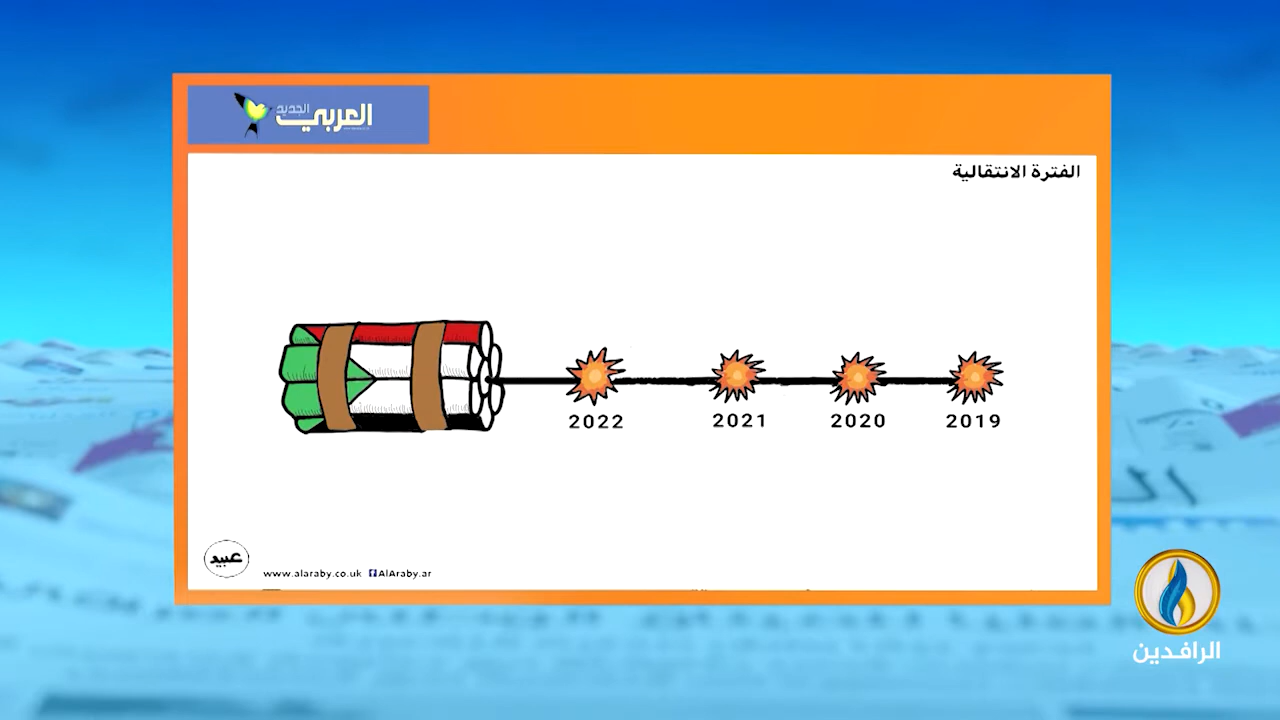 العربي الجديد
الفترة الانتقالية
2022 2021 2020 2019
عبيد
www.alaraby.co.uk AlAraby.ar
الرافدين